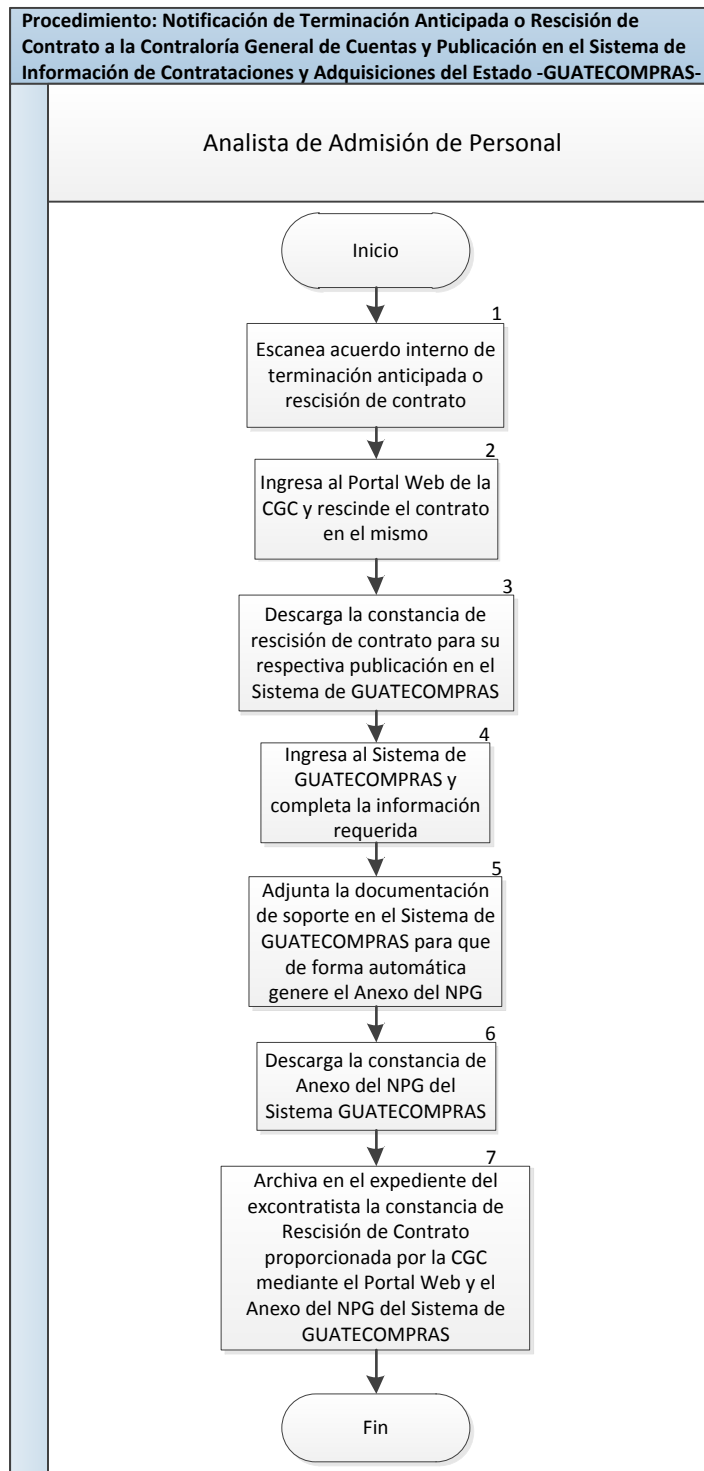 Procedimiento: Notificación de Terminación Anticipada o Rescisión de
Contrato a la Contraloría General de Cuentas y Publicación en el Sistema de
Información de Contrataciones y Adquisiciones del Estado -GUATECOMPRAS-
Analista de Admisión de Personal
Inicio
1
Escanea acuerdo interno de
terminación anticipada o
rescisión de contrato
2
Ingresa al Portal Web de la
CGC y rescinde el contrato
en el mismo
3
Descarga la constancia de
rescisión de contrato para su
respectiva publicación en el
Sistema de GUATECOMPRAS
4
Ingresa al Sistema de
GUATECOMPRAS y
completa la información
requerida
5
Adjunta la documentación
de soporte en el Sistema de
GUATECOMPRAS para que
de forma automática
genere el Anexo del NPG
6
Descarga la constancia de
Anexo del NPG del
Sistema GUATECOMPRAS
7
Archiva en el expediente del
excontratista la constancia de
Rescisión de Contrato
proporcionada por la CGC
mediante el Portal Web y el
Anexo del NPG del Sistema de
GUATECOMPRAS
Fin